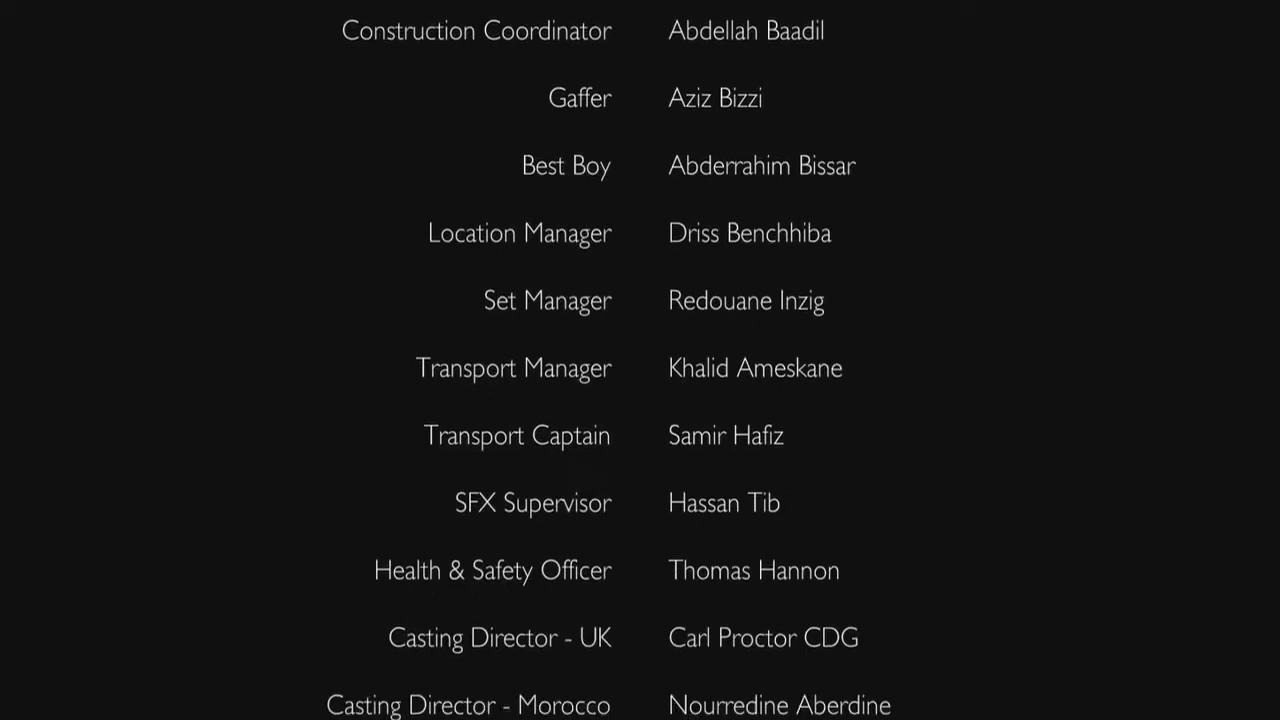 Construction Coordinator Abdellah Baadil
Gaffer Aziz Bizzi
Best Boy Abderrahim Bissar
Location Manager Driss Benchhiba
Set Manager Redouane Inzig
Transport Manager Khalid Ameskane
Transport Captain Samir Hafiz
SFX Supervisor Hassan Tib
Health & Safety Officer Thomas Hannon
Casting Director - UK Carl Proctor CDG
Casting Director - Morocco Nourredine Aberdine